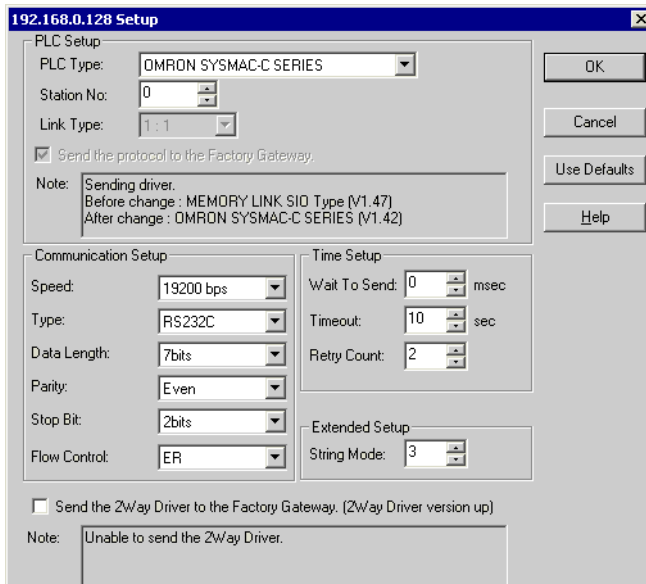 192.168.0.128 Setup
PLC Setup
PLC Type: OMRON SYSMAC-C SERIES
OK
Station No: 0
Link Type: 1 : 1
Cancel
Send the protocol to the Factory Gateway.
Use Defaults
Note: Sending driver.
Before change : MEMORY LINK SIO Type (V1.47)
After change : OMRON SYSMAC-C SERIES (V1.42)
Help
Communication Setup
Speed: 19200 bps
Type: RS232C
Data Length: 7bits
Parity: Even
Stop Bit: 2bits
Flow Control: ER
Time Setup
Wait To Send: 0 msec
Timeout: 10 sec
Retry Count: 2
Extended Setup
String Mode: 3
Send the 2Way Driver to the Factory Gateway. (2Way Driver version up)
Note: Unable to send the 2Way Driver.